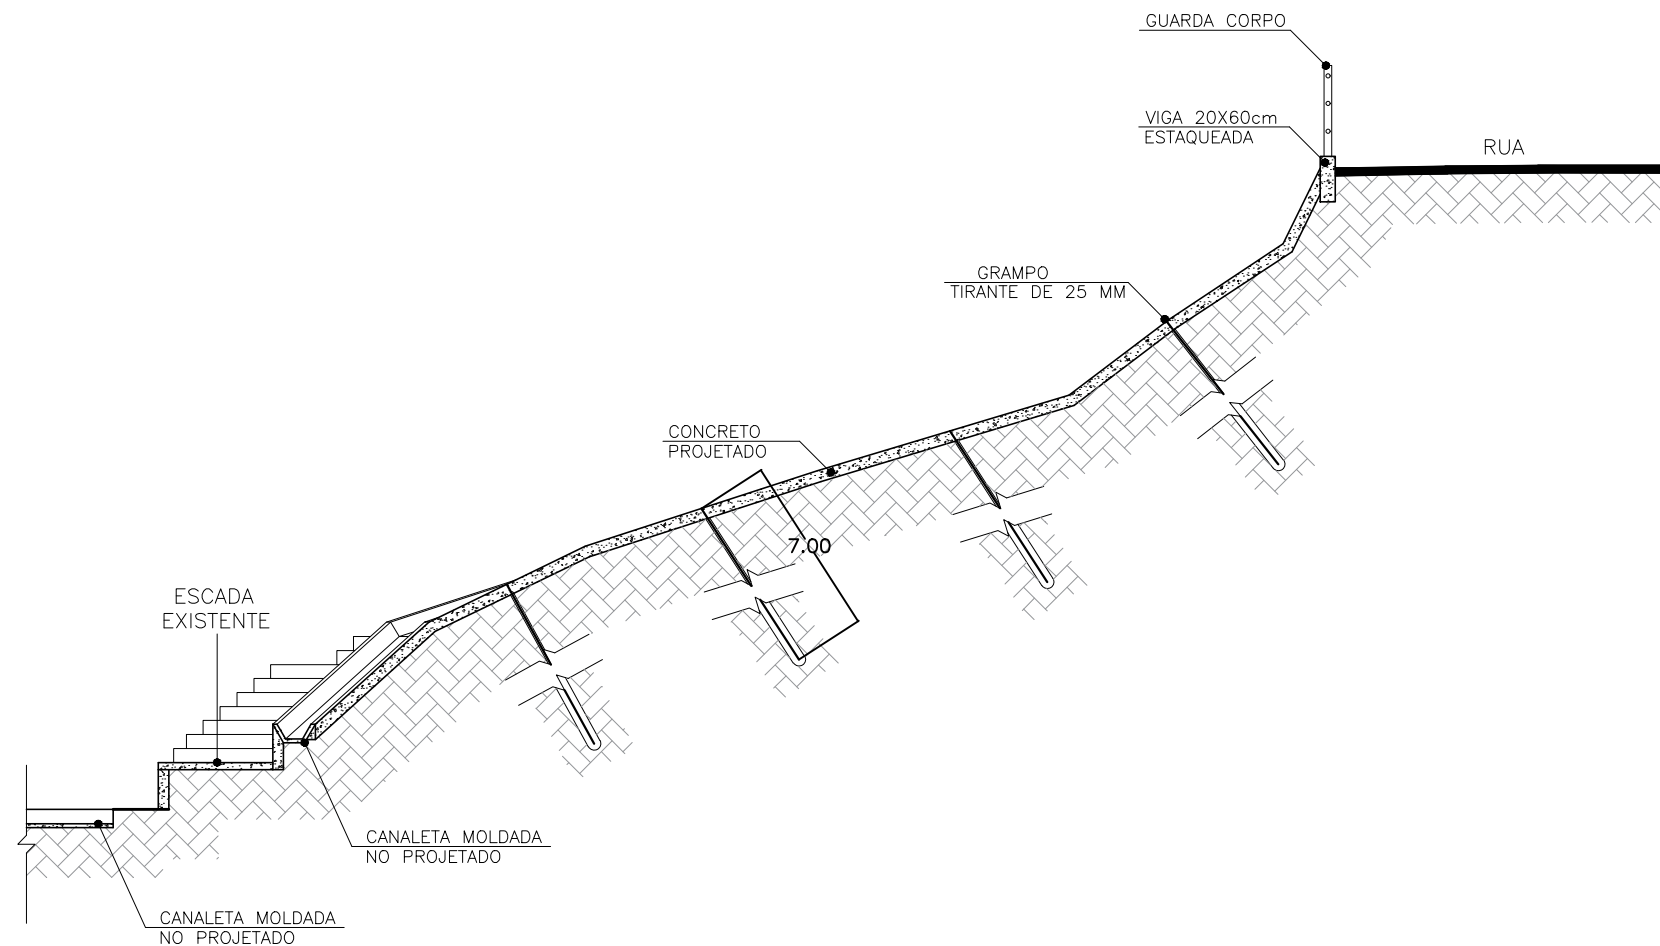 GUARDA CORPO
VIGA 20X60cm
ESTAQUEADA
RUA
GRAMPO
TIRANTE DE 25 MM
CONCRETO
PROJETADO
7.00
ESCADA
EXISTENTE
CANALETA MOLDADA
NO PROJETADO
CANALETA MOLDADA
NO PROJETADO